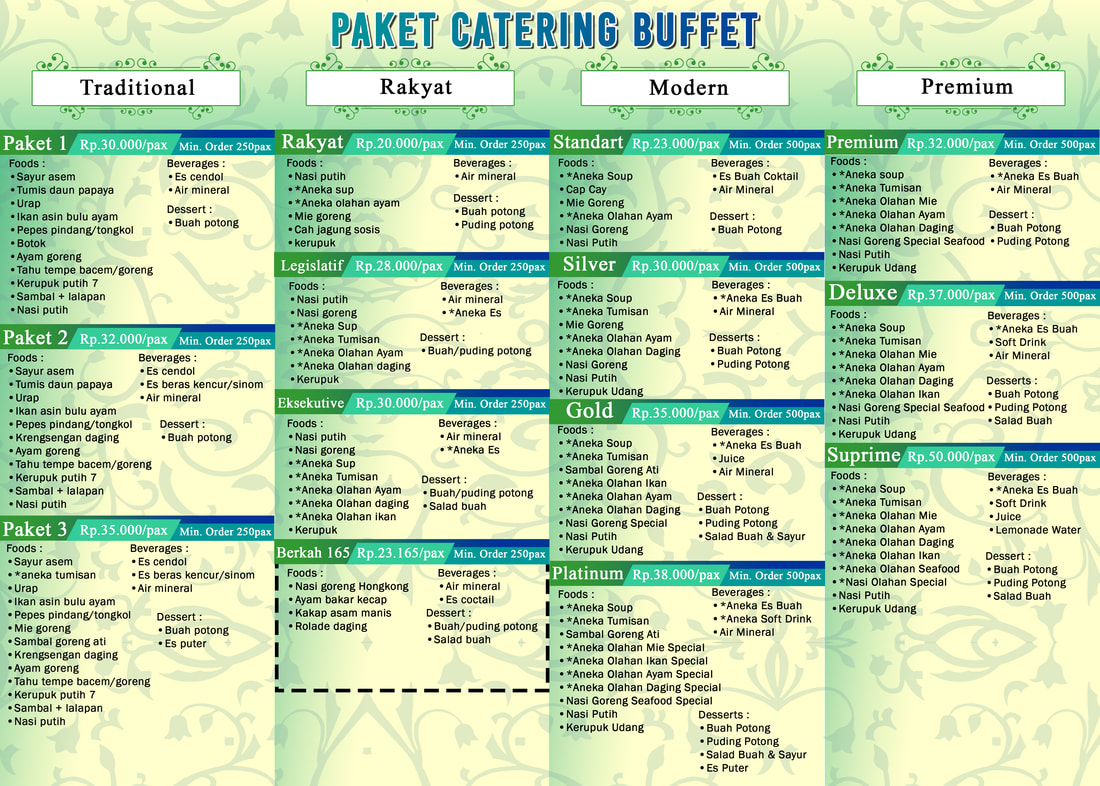 PAKET CATERING BUFFET
Traditional
Paket 1 Rp.30.000/pax Min. Order 250pax
Foods :
•Sayur asem
•Tumis daun papaya
•Urap
•Ikan asin bulu ayam
•Pepes pindang/tongkol
•Botok
•Ayam goreng
•Tahu tempe bacem/goreng
•Kerupuk putih 7
•Sambal + lalapan
•Nasi putih
Beverages :
•Es cendol
•Air mineral
Dessert :
•Buah potong
Paket 2 Rp.32.000/pax Min. Order 250pax
Foods :
•Sayur asem
•Tumis daun papaya
•Urap
•Ikan asin bulu ayam
•Pepes pindang/tongkol
•Krengsengan daging
•Ayam goreng
•Tahu tempe bacem/goreng
•Kerupuk putih 7
•Sambal + lalapan
•Nasi putih
Beverages :
•Es cendol
•Es beras kencur/sinom
•Air mineral
Dessert :
•Buah potong
Paket 3 Rp.35.000/pax Min. Order 250pax
Foods :
•Sayur asem
•*aneka tumisan
•Urap
•Ikan asin bulu ayam
•Pepes pindang/tongkol
•Mie goreng
•Sambal goreng ati
•Krengsengan daging
•Ayam goreng
•Tahu tempe bacem/goreng
•Kerupuk putih 7
•Sambal + lalapan
•Nasi putih
Beverages :
•Es cendol
•Es beras kencur/sinom
•Air mineral
Dessert :
•Buah potong
•Es puter
Rakyat
Rakyat Rp.20.000/pax Min. Order 250pax
Foods :
•Nasi putih
•*Aneka sup
•*Aneka olahan ayam
•Mie goreng
•Cah jagung sosis
•kerupuk
Beverages :
•Air mineral
Dessert :
•Buah potong
•Puding potong
Legislatif Rp.28.000/pax Min. Order 250pax
Foods :
•Nasi putih
•Nasi goreng
•*Aneka Sup
•*Aneka Tumisan
•*Aneka Olahan Ayam
•*Aneka Olahan daging
•Kerupuk
Beverages :
•Air mineral
•*Aneka Es
Dessert :
•Buah/puding potong
Eksekutive Rp.30.000/pax Min. Order 250pax
Foods :
•Nasi putih
•Nasi goreng
•*Aneka Sup
•*Aneka Tumisan
•*Aneka Olahan Ayam
•*Aneka Olahan daging
•*Aneka Olahan ikan
•Kerupuk
Beverages :
•Air mineral
•*Aneka Es
Dessert :
•Buah/puding potong
•Salad buah
Berkah 165 Rp.23.165/pax Min. Order 250pax
Foods :
•Nasi goreng Hongkong
•Ayam bakar kecap
•Kakap asam manis
•Rolade daging
Beverages :
•Air mineral
•Es coctail
Dessert :
•Buah/puding potong
•Salad buah
Modern
Standart Rp.23.000/pax Min. Order 500pax
Foods :
•*Aneka Soup
•Cap Cay
•Mie Goreng
•*Aneka Olahan Ayam
•Nasi Goreng
•Nasi Putih
Beverages :
•Es Buah Coktail
•Air Mineral
Dessert :
•Buah Potong
Silver Rp.30.000/pax Min. Order 500pax
Foods :
•*Aneka Soup
•*Aneka Tumisan
•Mie Goreng
•*Aneka Olahan Ayam
•*Aneka Olahan Daging
•Nasi Goreng
•Nasi Putih
•Kerupuk Udang
Beverages :
•*Aneka Es Buah
•Air Mineral
Desserts :
•Buah Potong
•Puding Potong
Gold Rp.35.000/pax Min. Order 500pax
Foods :
•*Aneka Soup
•*Aneka Tumisan
•Sambal Goreng Ati
•*Aneka Olahan Ikan
•*Aneka Olahan Ayam
•*Aneka Olahan Daging
•Nasi Goreng Special
•Nasi Putih
•Kerupuk Udang
Beverages :
•*Aneka Es Buah
•Juice
•Air Mineral
Dessert :
•Buah Potong
•Puding Potong
•Salad Buah & Sayur
Platinum Rp.38.000/pax Min. Order 500pax
Foods :
•*Aneka Soup
•*Aneka Tumisan
•Sambal Goreng Ati
•*Aneka Olahan Mie Special
•*Aneka Olahan Ikan Special
•*Aneka Olahan Ayam Special
•*Aneka Olahan Daging Special
•Nasi Goreng Seafood Special
•Nasi Putih
•Kerupuk Udang
Beverages :
•*Aneka Es Buah
•*Aneka Soft Drink
•Air Mineral
Desserts :
•Buah Potong
•Puding Potong
•Salad Buah & Sayur
•Es Puter
Premium
Premium Rp.32.000/pax Min. Order 500pax
Foods :
•*Aneka soup
•*Aneka Tumisan
•*Aneka Olahan Mie
•*Aneka Olahan Ayam
•*Aneka Olahan Daging
•Nasi Goreng Special Seafood
•Nasi Putih
•Kerupuk Udang
Beverages :
•*Aneka Es Buah
•Air Mineral
Dessert :
•Buah Potong
•Puding Potong
Deluxe Rp.37.000/pax Min. Order 500pax
Foods :
•*Aneka Soup
•*Aneka Tumisan
•*Aneka Olahan Mie
•*Aneka Olahan Ayam
•*Aneka Olahan Daging
•*Aneka Olahan Ikan
•Nasi Goreng Special Seafood
•Nasi Putih
•Kerupuk Udang
Beverages :
•*Aneka Es Buah
•Soft Drink
•Air Mineral
Desserts :
•Buah Potong
•Puding Potong
•Salad Buah
Suprime Rp.50.000/pax Min. Order 500pax
Foods :
•*Aneka Soup
•*Aneka Tumisan
•*Aneka Olahan Mie
•*Aneka Olahan Ayam
•*Aneka Olahan Daging
•*Aneka Olahan Ikan
•*Aneka Olahan Seafood
•*Nasi Olahan Special
•Nasi Putih
•Kerupuk Udang
Beverages :
•*Aneka Es Buah
•Soft Drink
•Juice
•Lemonade Water
Dessert :
•Buah Potong
•Puding Potong
•Salad Buah